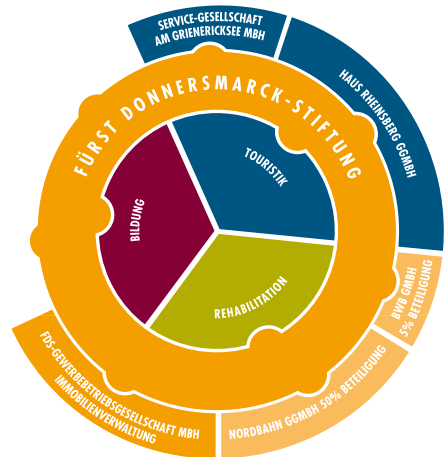 SERVICE-GESELLSCHAFT
AM GRIENERICKSEE MBH
HAUS RHEINSBERG GGMBH
FÜRST DONNERSMARCK-STIFTUNG
TOURISTIK
BILDUNG
REHABILITATION
BWB GMBH
5% BETEILIGUNG
NORDBAHN GGMBH 50% BETEILIGUNG
FDS-GEWERBEBETRIEBSGESELLSCHAFT MBH
IMMOBILIENVERWALTUNG